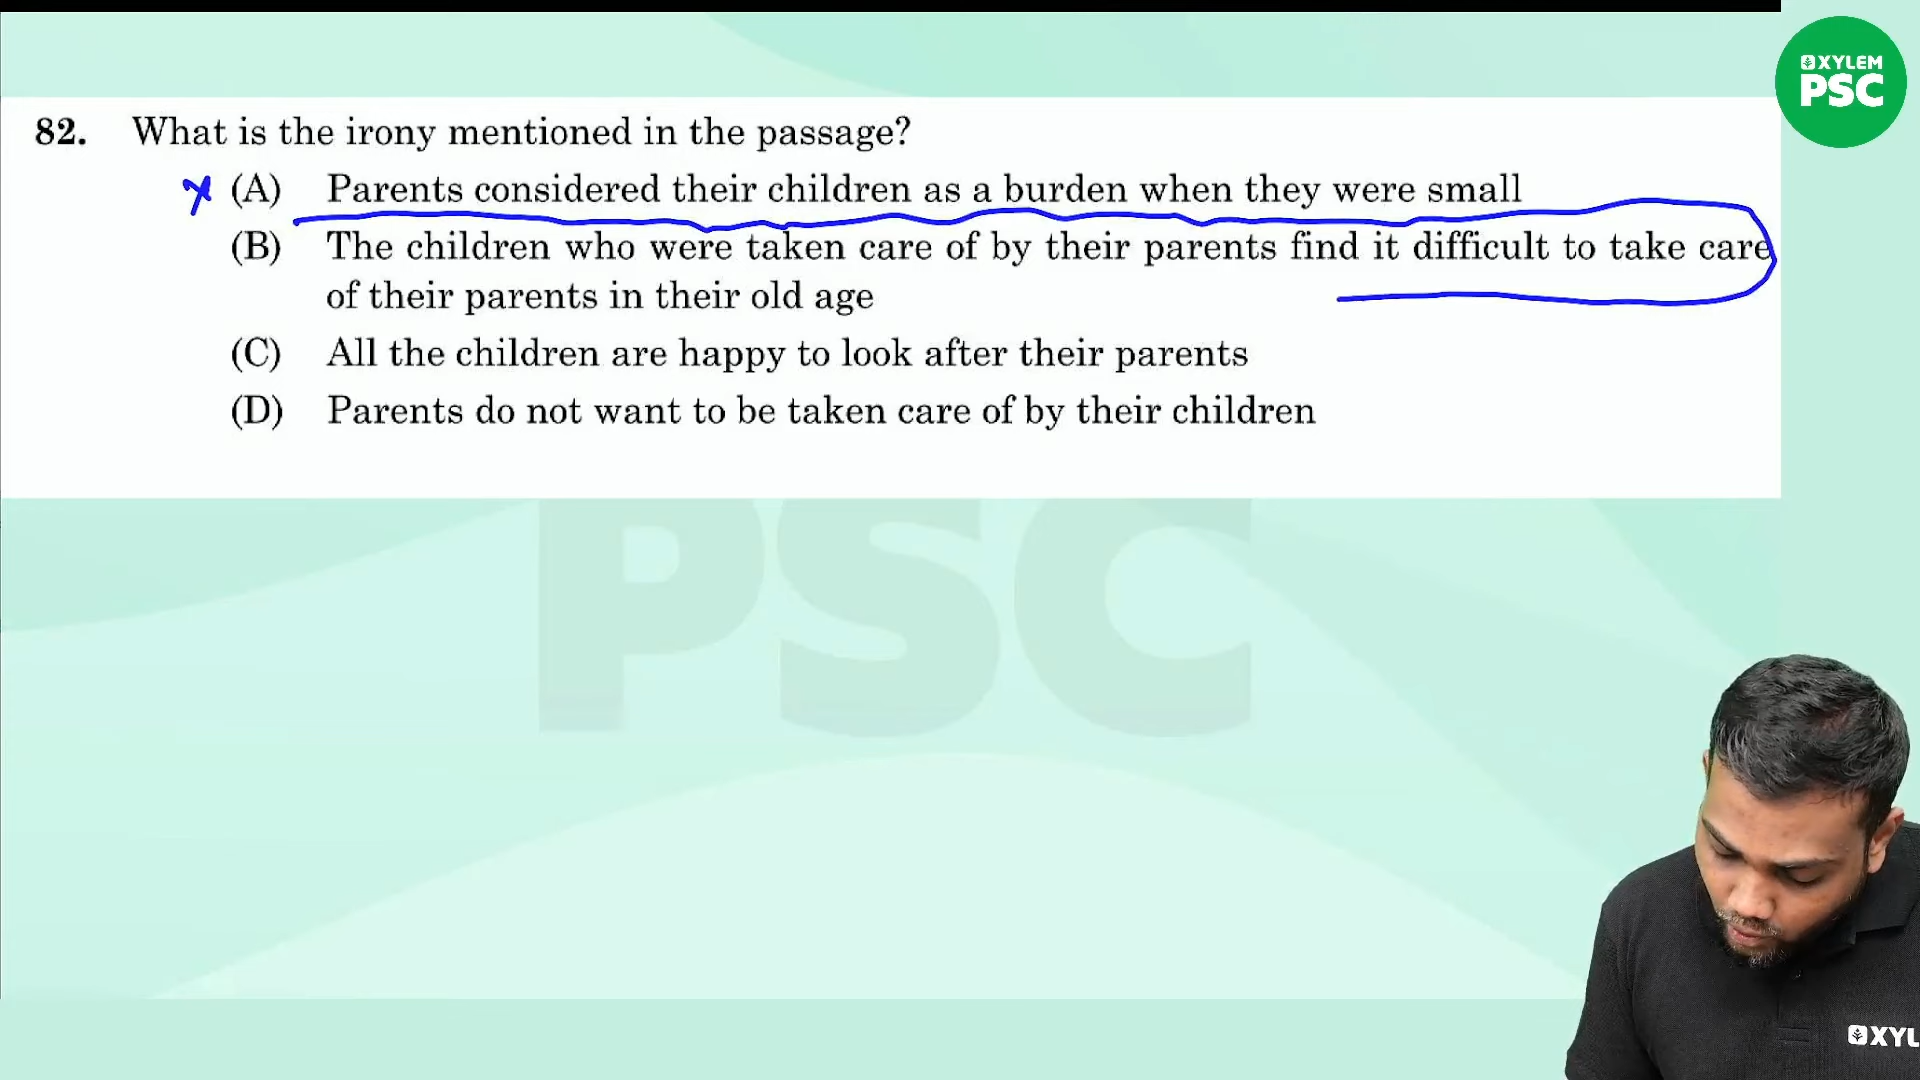 XYLEM
PSC
82. What is the irony mentioned in the passage?
(A) Parents considered their children as a burden when they were small
(B) The children who were taken care of by their parents find it difficult to take care
of their parents in their old age
(C) All the children are happy to look after their parents
(D) Parents do not want to be taken care of by their children
PSC
XYL